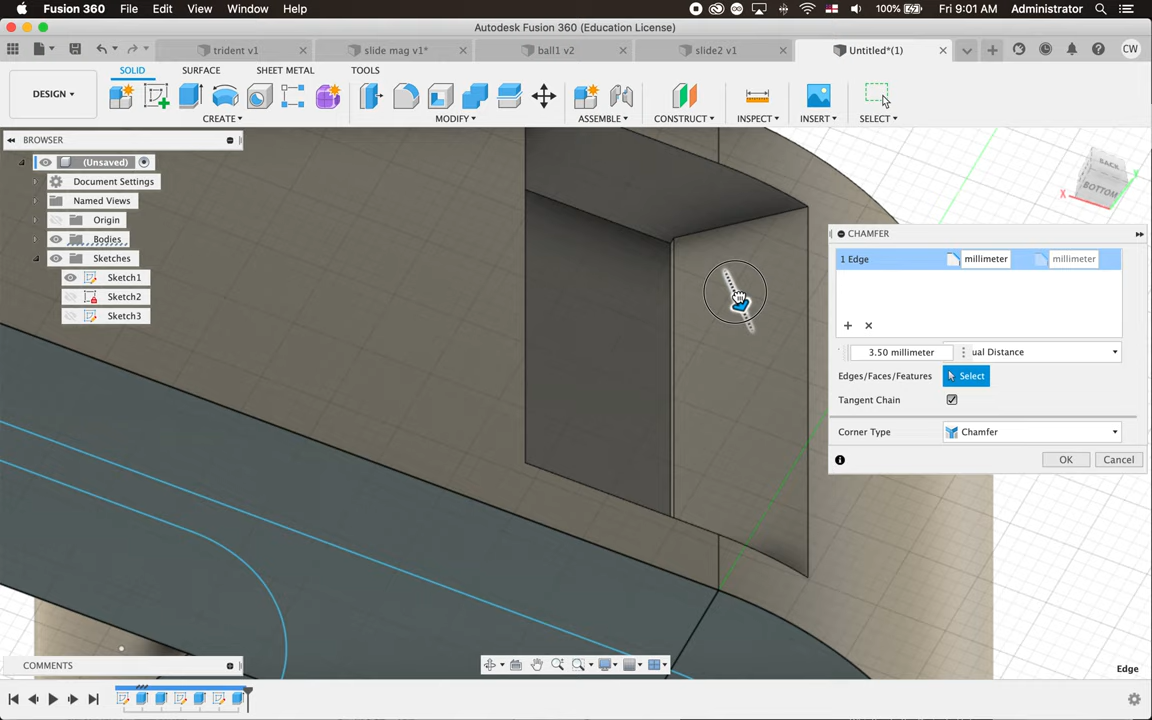 Fusion 360 File Edit View Window Help 100% Fri 9:01 AM Administrator
Autodesk Fusion 360 (Education License)
trident v1 slide mag v1* ball1 v2 slide2 v1 Untitled*(1) CW
SOLID SURFACE SHEET METAL TOOLS
DESIGN
CREATE MODIFY ASSEMBLE CONSTRUCT INSPECT INSERT SELECT
BROWSER
(Unsaved)
Document Settings
Named Views
Origin
Bodies
Sketches
Sketch1
Sketch2
Sketch3
BACK
BOTTOM
X
Y
CHAMFER
1 Edge millimeter millimeter
3.50 millimeter ual Distance
Edges/Faces/Features Select
Tangent Chain
Corner Type Chamfer
OK Cancel
COMMENTS
Edge